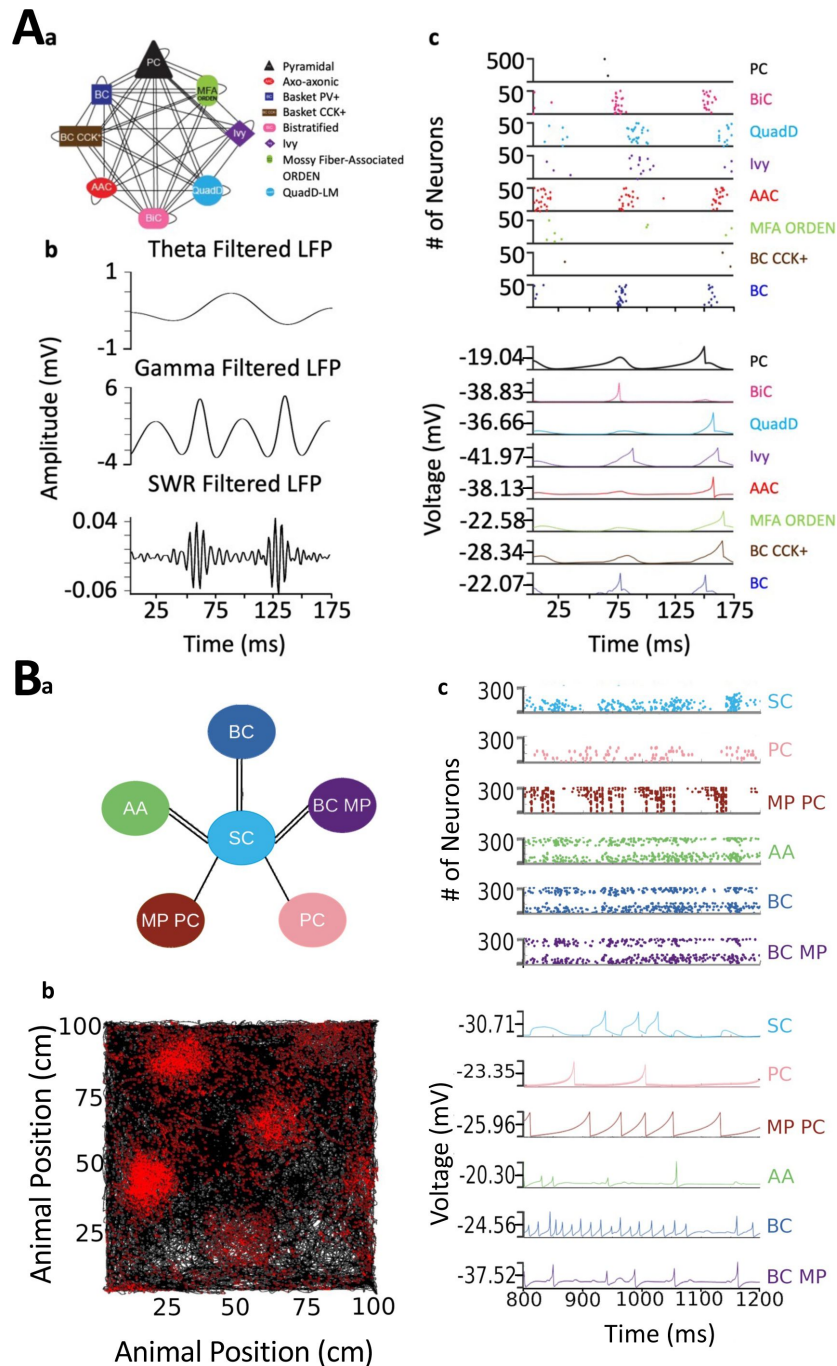 A
a
PC
BC
MFA
ORDEN
BC CCK+
Ivy
AAC
QuadD
BiC
Pyramidal
Axo-axonic
Basket PV+
Basket CCK+
Bistratified
Ivy
Mossy Fiber-Associated
ORDEN
QuadD-LM
b
Theta Filtered LFP
1
-1
Gamma Filtered LFP
6
-4
SWR Filtered LFP
0.04
-0.06
Amplitude (mV)
25 75 125 175
Time (ms)
c
# of Neurons
500 PC
50 BiC
50 QuadD
50 Ivy
50 AAC
50 MFA ORDEN
50 BC CCK+
50 BC
Voltage (mV)
-19.04 PC
-38.83 BiC
-36.66 QuadD
-41.97 Ivy
-38.13 AAC
-22.58 MFA ORDEN
-28.34 BC CCK+
-22.07 BC
25 75 125 175
Time (ms)
B
a
BC
AA
BC MP
SC
MP PC
PC
b
Animal Position (cm)
100
75
50
25
25 50 75 100
Animal Position (cm)
c
# of Neurons
300 SC
300 PC
300 MP PC
300 AA
300 BC
300 BC MP
Voltage (mV)
-30.71 SC
-23.35 PC
-25.96 MP PC
-20.30 AA
-24.56 BC
-37.52 BC MP
800 900 1000 1100 1200
Time (ms)